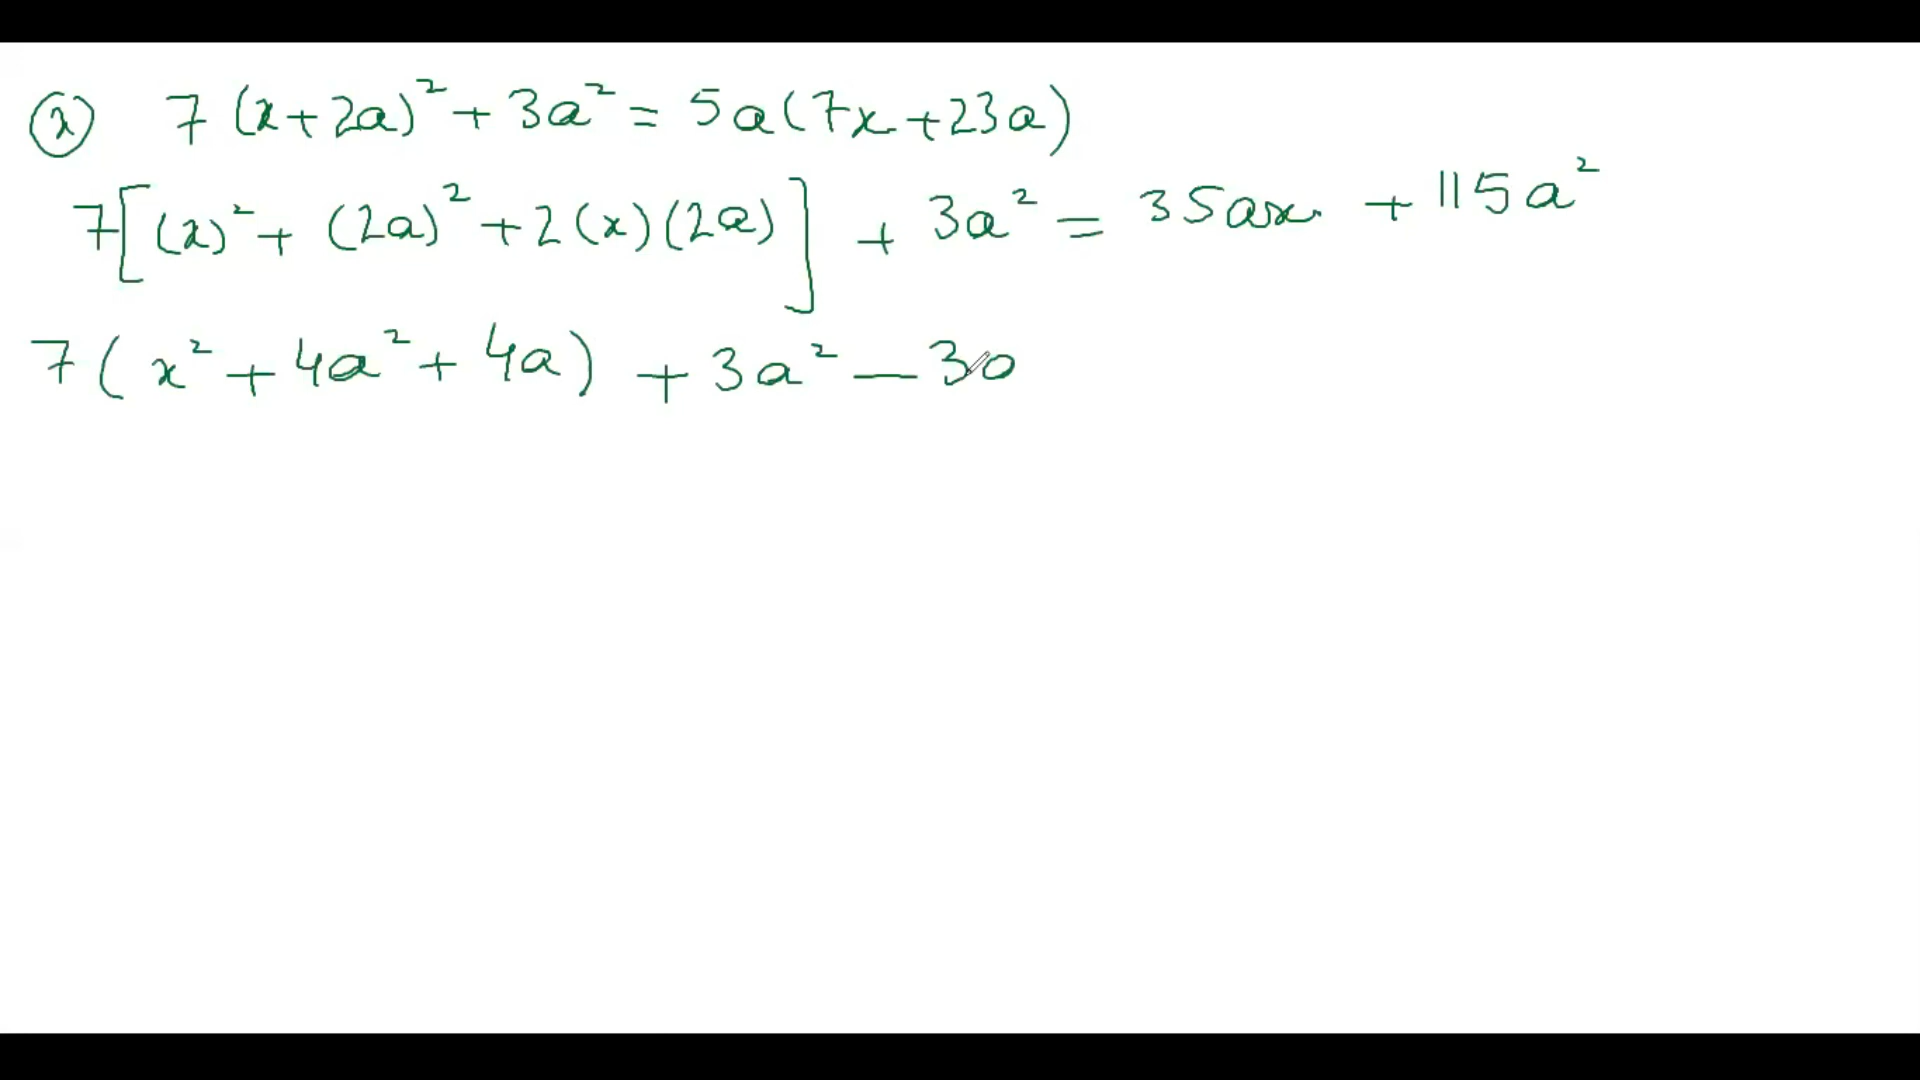 (x) 7(x+2a)² + 3a² = 5a(7x+23a)
7[(x)² + (2a)² + 2(x)(2a)] + 3a² = 35ax + 115a²
7(x² + 4a² + 4a) + 3a² - 30